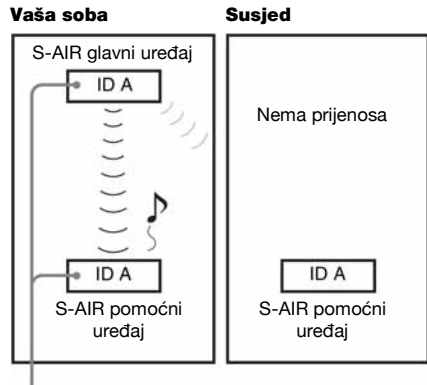 Vaša soba
S-AIR glavni uređaj
ID A
ID A
S-AIR pomoćni
uređaj
Susjed
Nema prijenosa
ID A
S-AIR pomoćni
uređaj